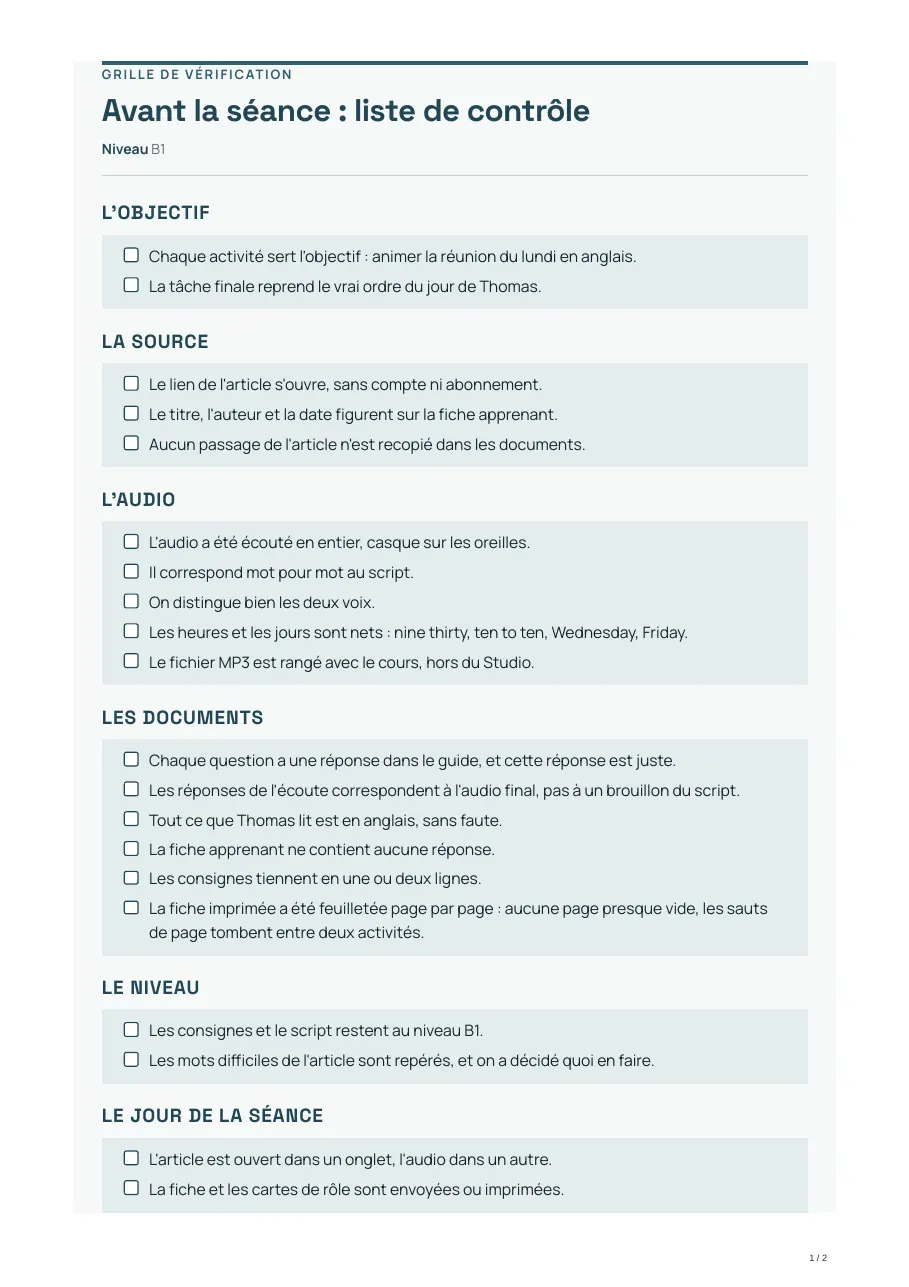 GRILLE DE VÉRIFICATION
Avant la séance : liste de contrôle
Niveau B1
L’OBJECTIF
Chaque activité sert l'objectif : animer la réunion du lundi en anglais.
La tâche finale reprend le vrai ordre du jour de Thomas.
LA SOURCE
Le lien de l'article s'ouvre, sans compte ni abonnement.
Le titre, l'auteur et la date figurent sur la fiche apprenant.
Aucun passage de l'article n'est recopié dans les documents.
L’AUDIO
L'audio a été écouté en entier, casque sur les oreilles.
Il correspond mot pour mot au script.
On distingue bien les deux voix.
Les heures et les jours sont nets : nine thirty, ten to ten, Wednesday, Friday.
Le fichier MP3 est rangé avec le cours, hors du Studio.
LES DOCUMENTS
Chaque question a une réponse dans le guide, et cette réponse est juste.
Les réponses de l'écoute correspondent à l'audio final, pas à un brouillon du script.
Tout ce que Thomas lit est en anglais, sans faute.
La fiche apprenant ne contient aucune réponse.
Les consignes tiennent en une ou deux lignes.
La fiche imprimée a été feuilletée page par page : aucune page presque vide, les sauts
de page tombent entre deux activités.
LE NIVEAU
Les consignes et le script restent au niveau B1.
Les mots difficiles de l'article sont repérés, et on a décidé quoi en faire.
LE JOUR DE LA SÉANCE
L'article est ouvert dans un onglet, l'audio dans un autre.
La fiche et les cartes de rôle sont envoyées ou imprimées.
1 / 2